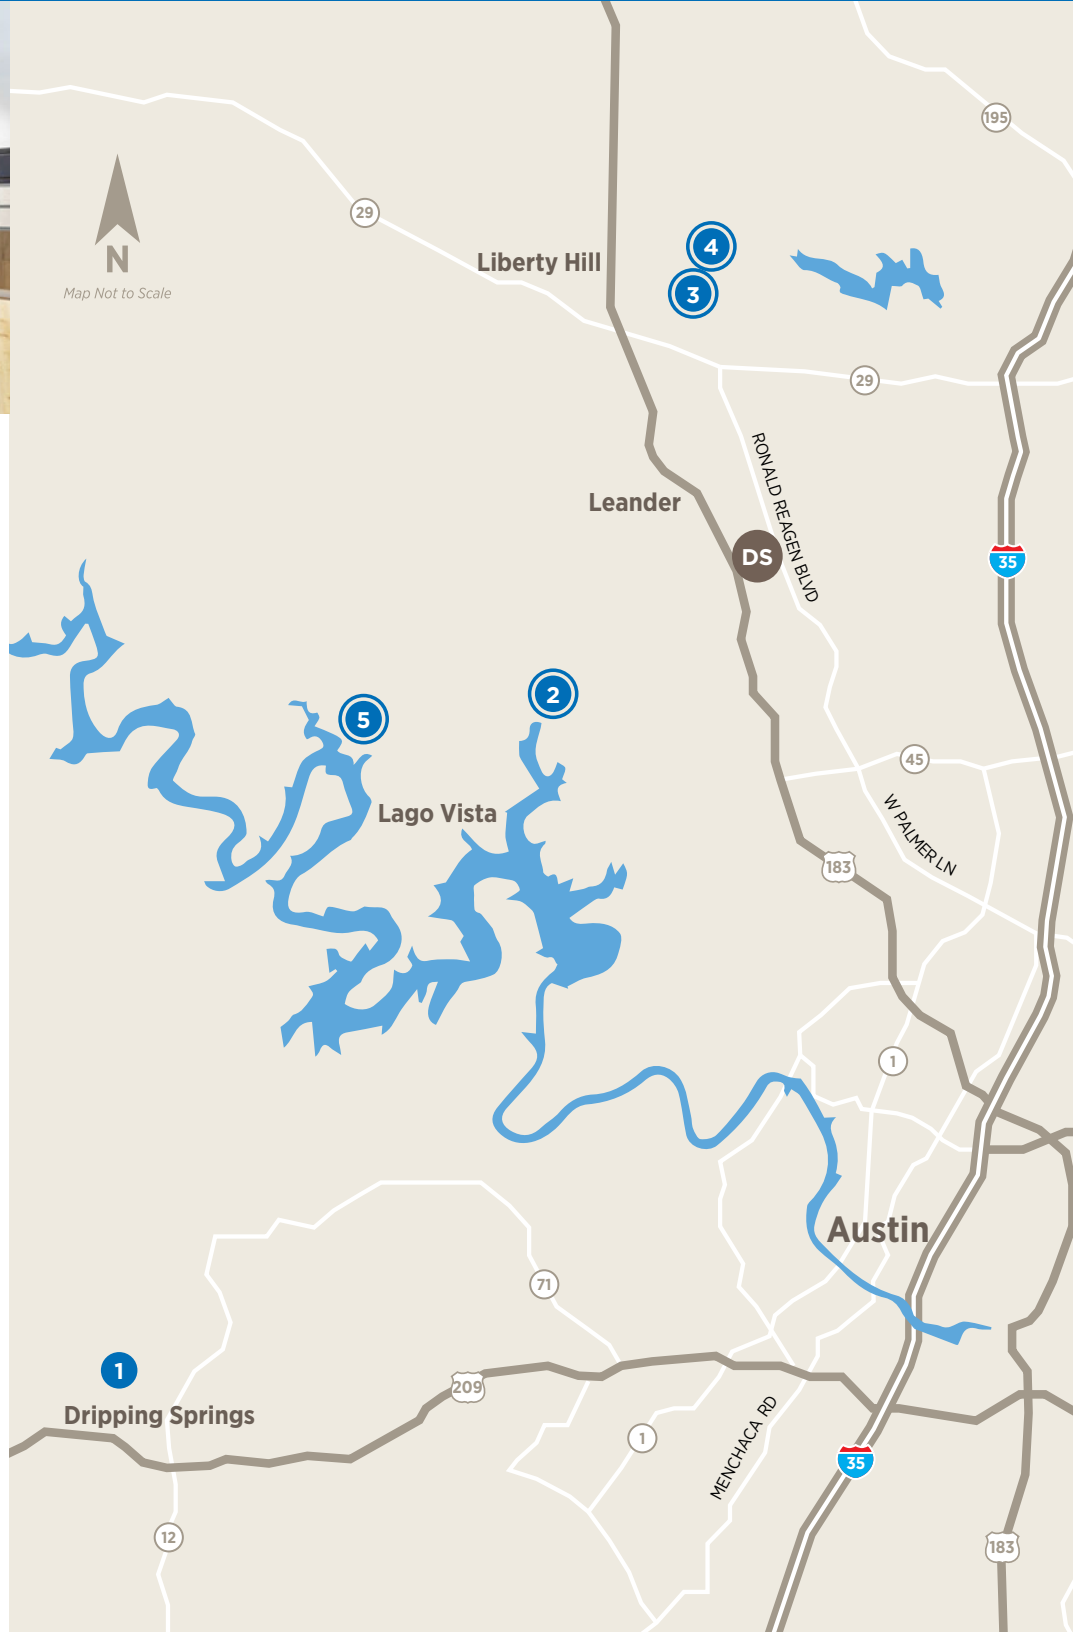 195
29
N
Map Not to Scale
Liberty Hill
4
3
29
RONALD REAGEN BLVD
Leander
DS
35
2
5
45
Lago Vista
W PALMER LN
183
1
Austin
71
1
Dripping Springs
209
MENCHACA RD
1
35
12
183